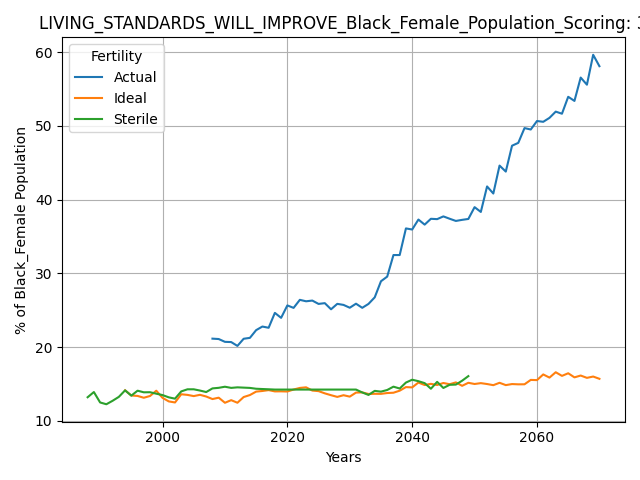 LIVING_STANDARDS_WILL_IMPROVE_Black_Female_Population_Scoring:
Fertility
Actual
Ideal
Sterile
% of Black_Female Population
60
50
40
30
20
10
2000
2020
2040
2060
Years